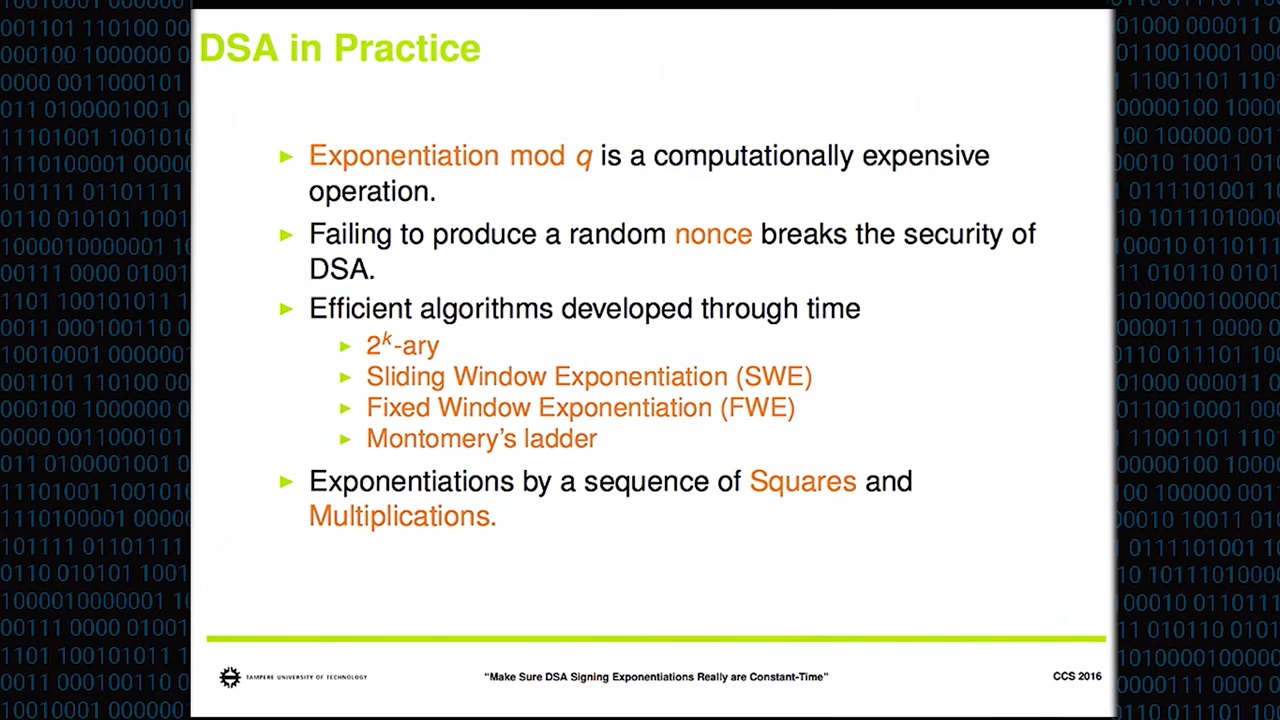 DSA in Practice
Exponentiation mod q is a computationally expensive
operation.
Failing to produce a random nonce breaks the security of
DSA.
Efficient algorithms developed through time
2^k-ary
Sliding Window Exponentiation (SWE)
Fixed Window Exponentiation (FWE)
Montomery's ladder
Exponentiations by a sequence of Squares and
Multiplications.
TAMPERE UNIVERSITY OF TECHNOLOGY
"Make Sure DSA Signing Exponentiations Really are Constant-Time"
CCS 2016